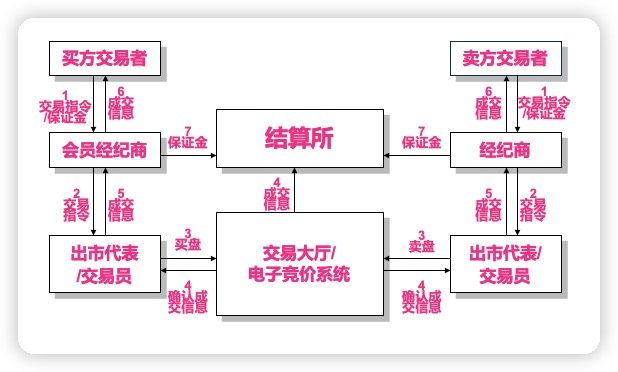 买方交易者
卖方交易者
1
交易指令
/保证金
6
成交
信息
6
成交
信息
1
交易指令
/保证金
会员经纪商
7
保证金
结算所
7
保证金
经纪商
2
交易
指令
5
成交
信息
4
成交
信息
5
成交
信息
2
交易
指令
出市代表
/交易员
3
买盘
交易大厅/
电子竞价系统
3
卖盘
出市代表/
交易员
4
确认成
交信息
4
确认成
交信息